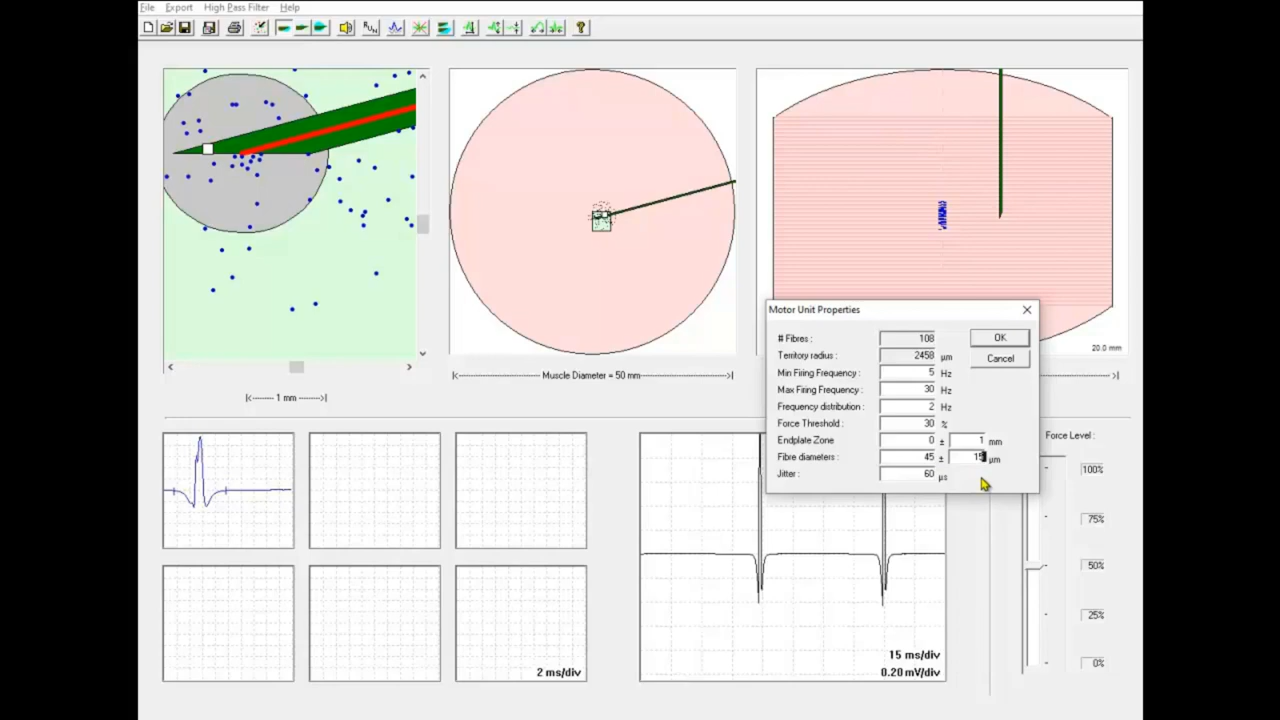 File Export High Pass Filter Help
RUN ?
20.0 mm
|<-------- Muscle Diameter = 50 mm-------->|
>|
|<-------- 1 mm-------->|
Motor Unit Properties
# Fibres : 108
Territory radius : 2458 µm
Min Firing Frequency : 5 Hz
Max Firing Frequency : 30 Hz
Frequency distribution : 2 Hz
Force Threshold : 30 %
Endplate Zone 0 ± 1 mm
Fibre diameters : 45 ± 15 µm
Jitter : 60 µs
OK
Cancel
Force Level :
100%
75%
50%
25%
0%
2 ms/div
15 ms/div
0.20 mV/div